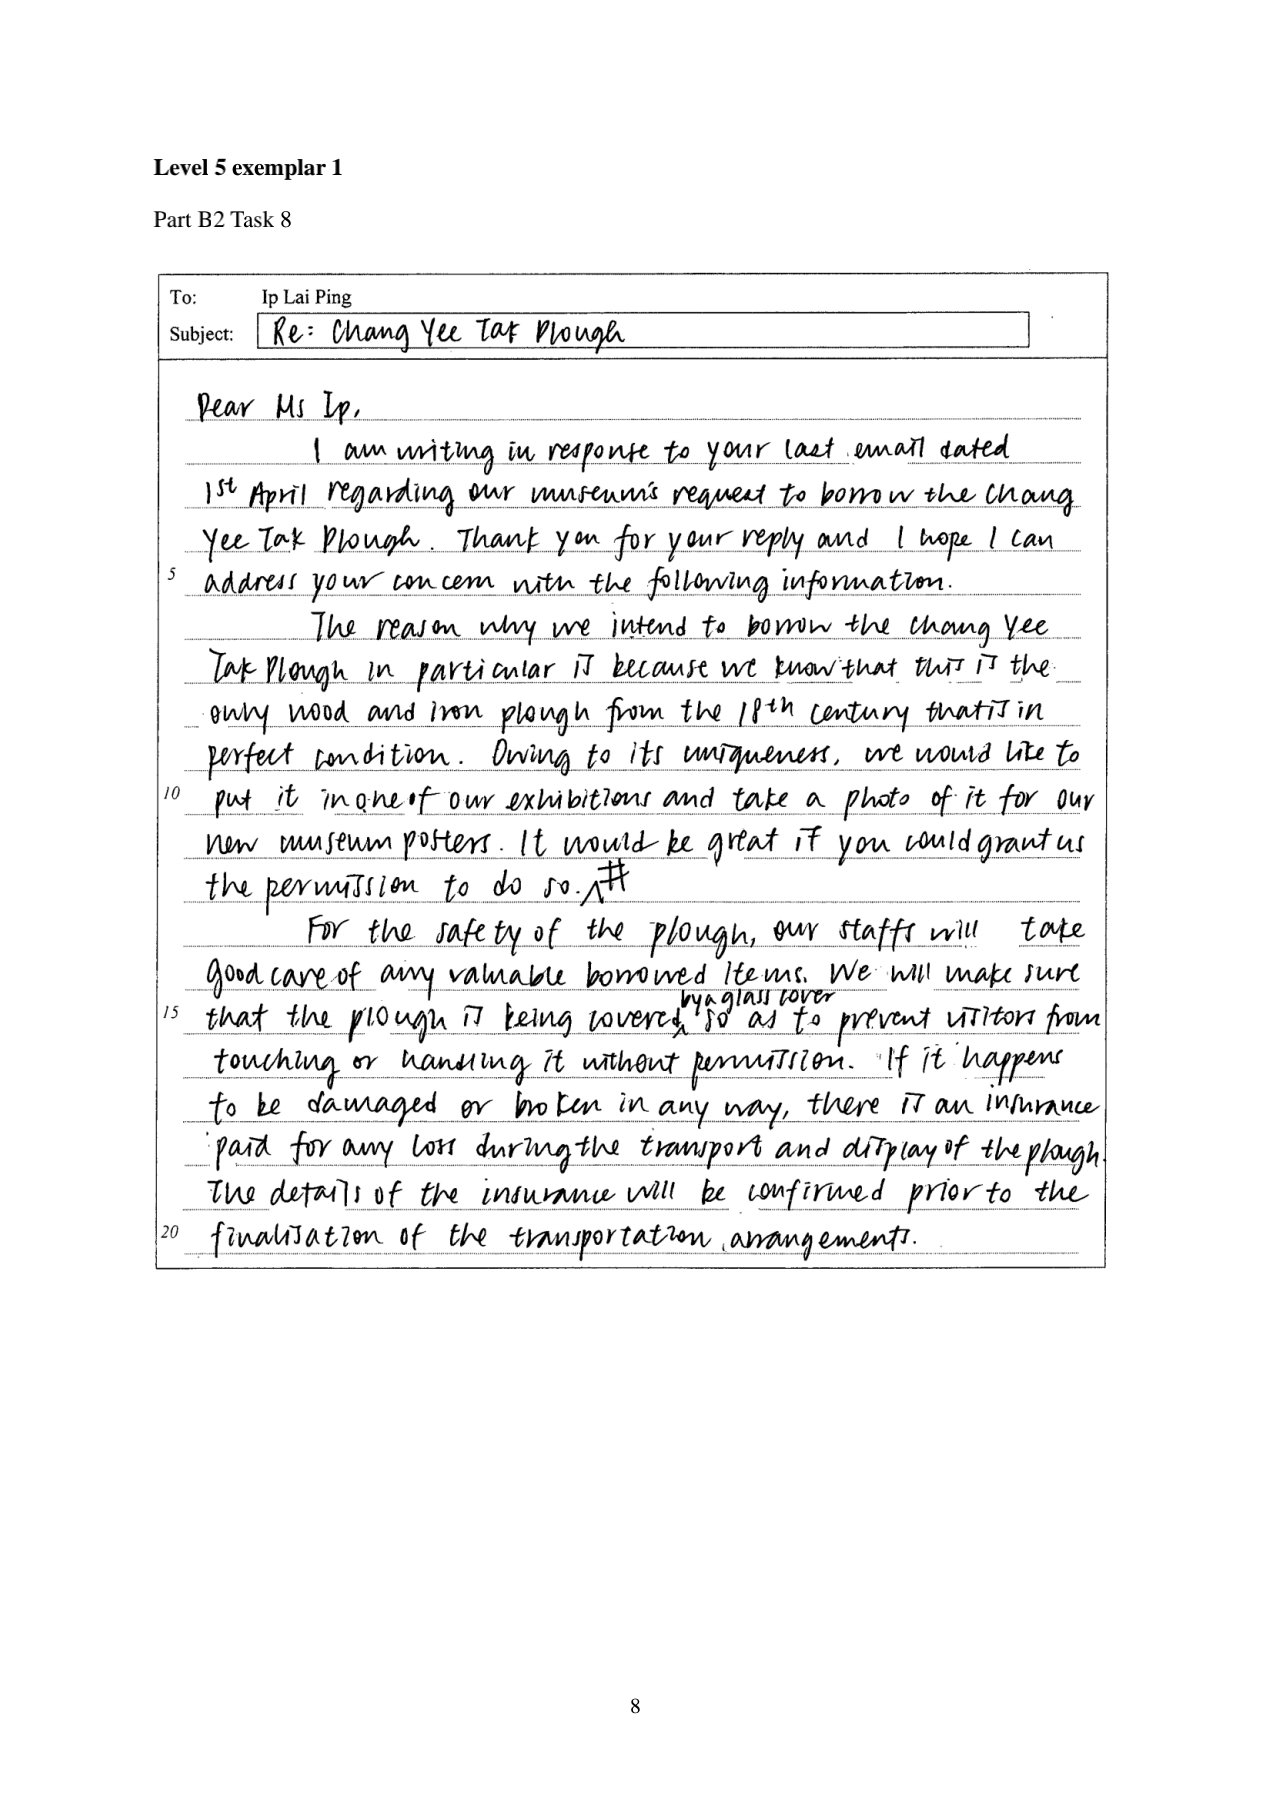 Level 5 exemplar 1
Part B2 Task 8
To: Ip Lai Ping
Subject: Re: Chang Yee Tak Plough
Dear Ms Ip,
I am writing in response to your last email dated
1st April regarding our museum's request to borrow the Chang
Yee Tak Plough. Thank you for your reply and I hope I can
5 address your concern with the following information.
The reason why we intend to borrow the Chang Yee
Tak Plough in particular is because we know that this is the
only wood and iron plough from the 18th century that is in
perfect condition. Owing to its uniqueness, we would like to
10 put it in one of our exhibitions and take a photo of it for our
new museum posters. It would be great if you could grant us
the permission to do so. ^#
For the safety of the plough, our staffs will take
good care of any valuable borrowed items. We will make sure
by a glass cover
15 that the plough is being covered ^ so as to prevent visitors from
touching or handling it without permission. If it happens
to be damaged or broken in any way, there is an insurance
paid for any loss during the transport and display of the plough.
The details of the insurance will be confirmed prior to the
20 finalisation of the transportation arrangements.
8